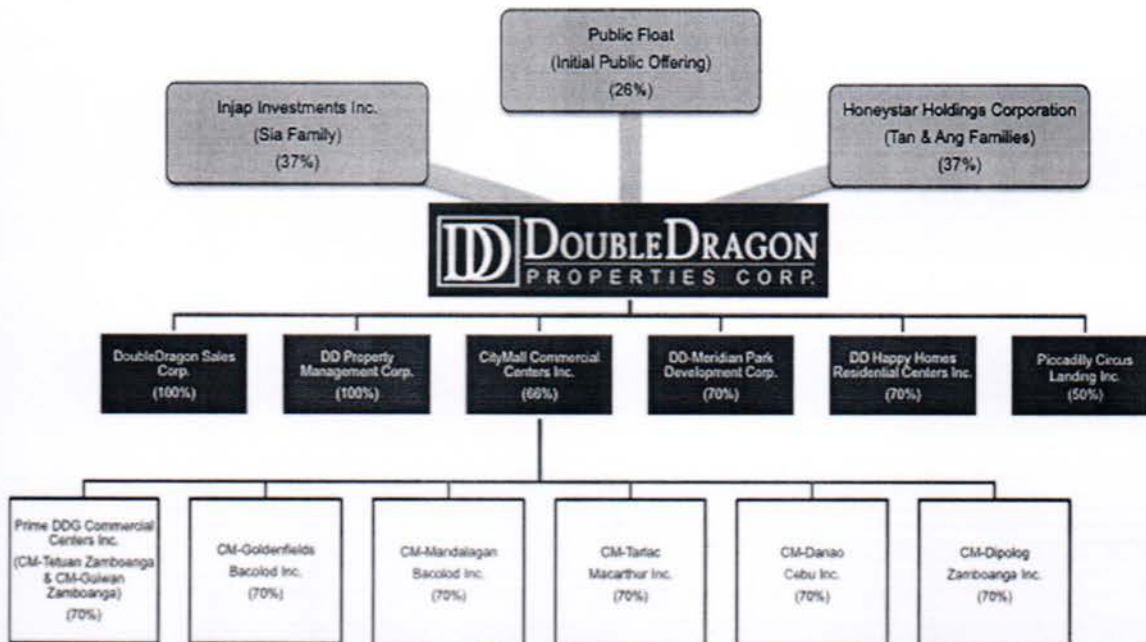 Public Float
(Initial Public Offering)
(26%)
Injap Investments Inc.
(Sia Family)
(37%)
Honeystar Holdings Corporation
(Tan & Ang Families)
(37%)
DD DOUBLEDRAGON
PROPERTIES CORP.
DoubleDragon Sales
Corp.
(100%)
DD Property
Management Corp.
(100%)
CityMall Commercial
Centers Inc.
(66%)
DD-Meridian Park
Development Corp.
(70%)
DD Happy Homes
Residential Centers Inc.
(70%)
Piccadilly Circus
Landing Inc.
(50%)
Prime DDG Commercial
Centers Inc.
(CM-Tetuan Zamboanga
& CM-Guiwan
Zamboanga)
(70%)
CM-Goldenfields
Bacolod Inc.
(70%)
CM-Mandalagan
Bacolod Inc.
(70%)
CM-Tarlac
Macarthur Inc.
(70%)
CM-Danao
Cebu Inc.
(70%)
CM-Dipolog
Zamboanga Inc.
(70%)